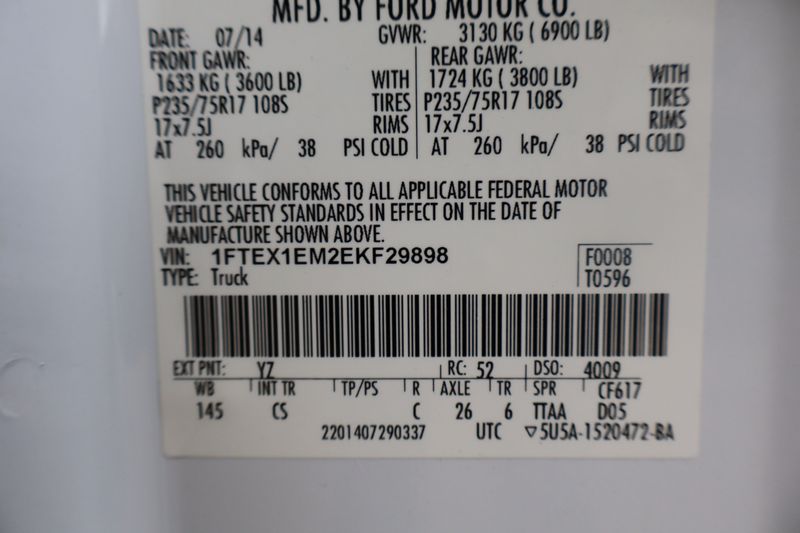 MFD. BY FORD MOTOR CO.
DATE: 07/14 GVWR: 3130 KG ( 6900 LB)
FRONT GAWR: REAR GAWR:
1633 KG ( 3600 LB) WITH 1724 KG ( 3800 LB) WITH
P235/75R17 108S TIRES P235/75R17 108S TIRES
17x7.5J RIMS 17x7.5J RIMS
AT 260 kPa/ 38 PSI COLD AT 260 kPa/ 38 PSI COLD
THIS VEHICLE CONFORMS TO ALL APPLICABLE FEDERAL MOTOR
VEHICLE SAFETY STANDARDS IN EFFECT ON THE DATE OF
MANUFACTURE SHOWN ABOVE.
VIN: 1FTEX1EM2EKF29898 F0008
TYPE: Truck T0596
EXT PNT: YZ RC: 52 DSO: 4009
WB INT TR TP/PS R AXLE TR SPR CF617
145 CS C 26 6 TTAA D05
2201407290337 UTC ▽5U5A-1520472-BA